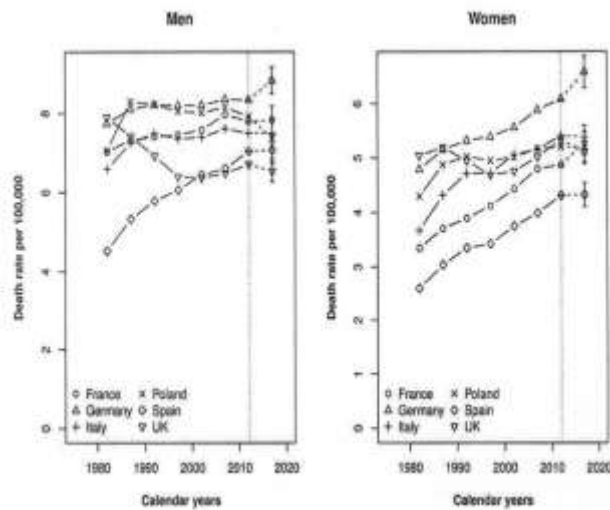 Men
Death rate per 100,000
8
6
4
2
0
France
Germany
Italy
Poland
Spain
UK
1980 1990 2000 2010 2020
Calendar years
Women
Death rate per 100,000
6
5
4
3
2
1
0
France
Germany
Italy
Poland
Spain
UK
1980 1990 2000 2010 2020
Calendar years